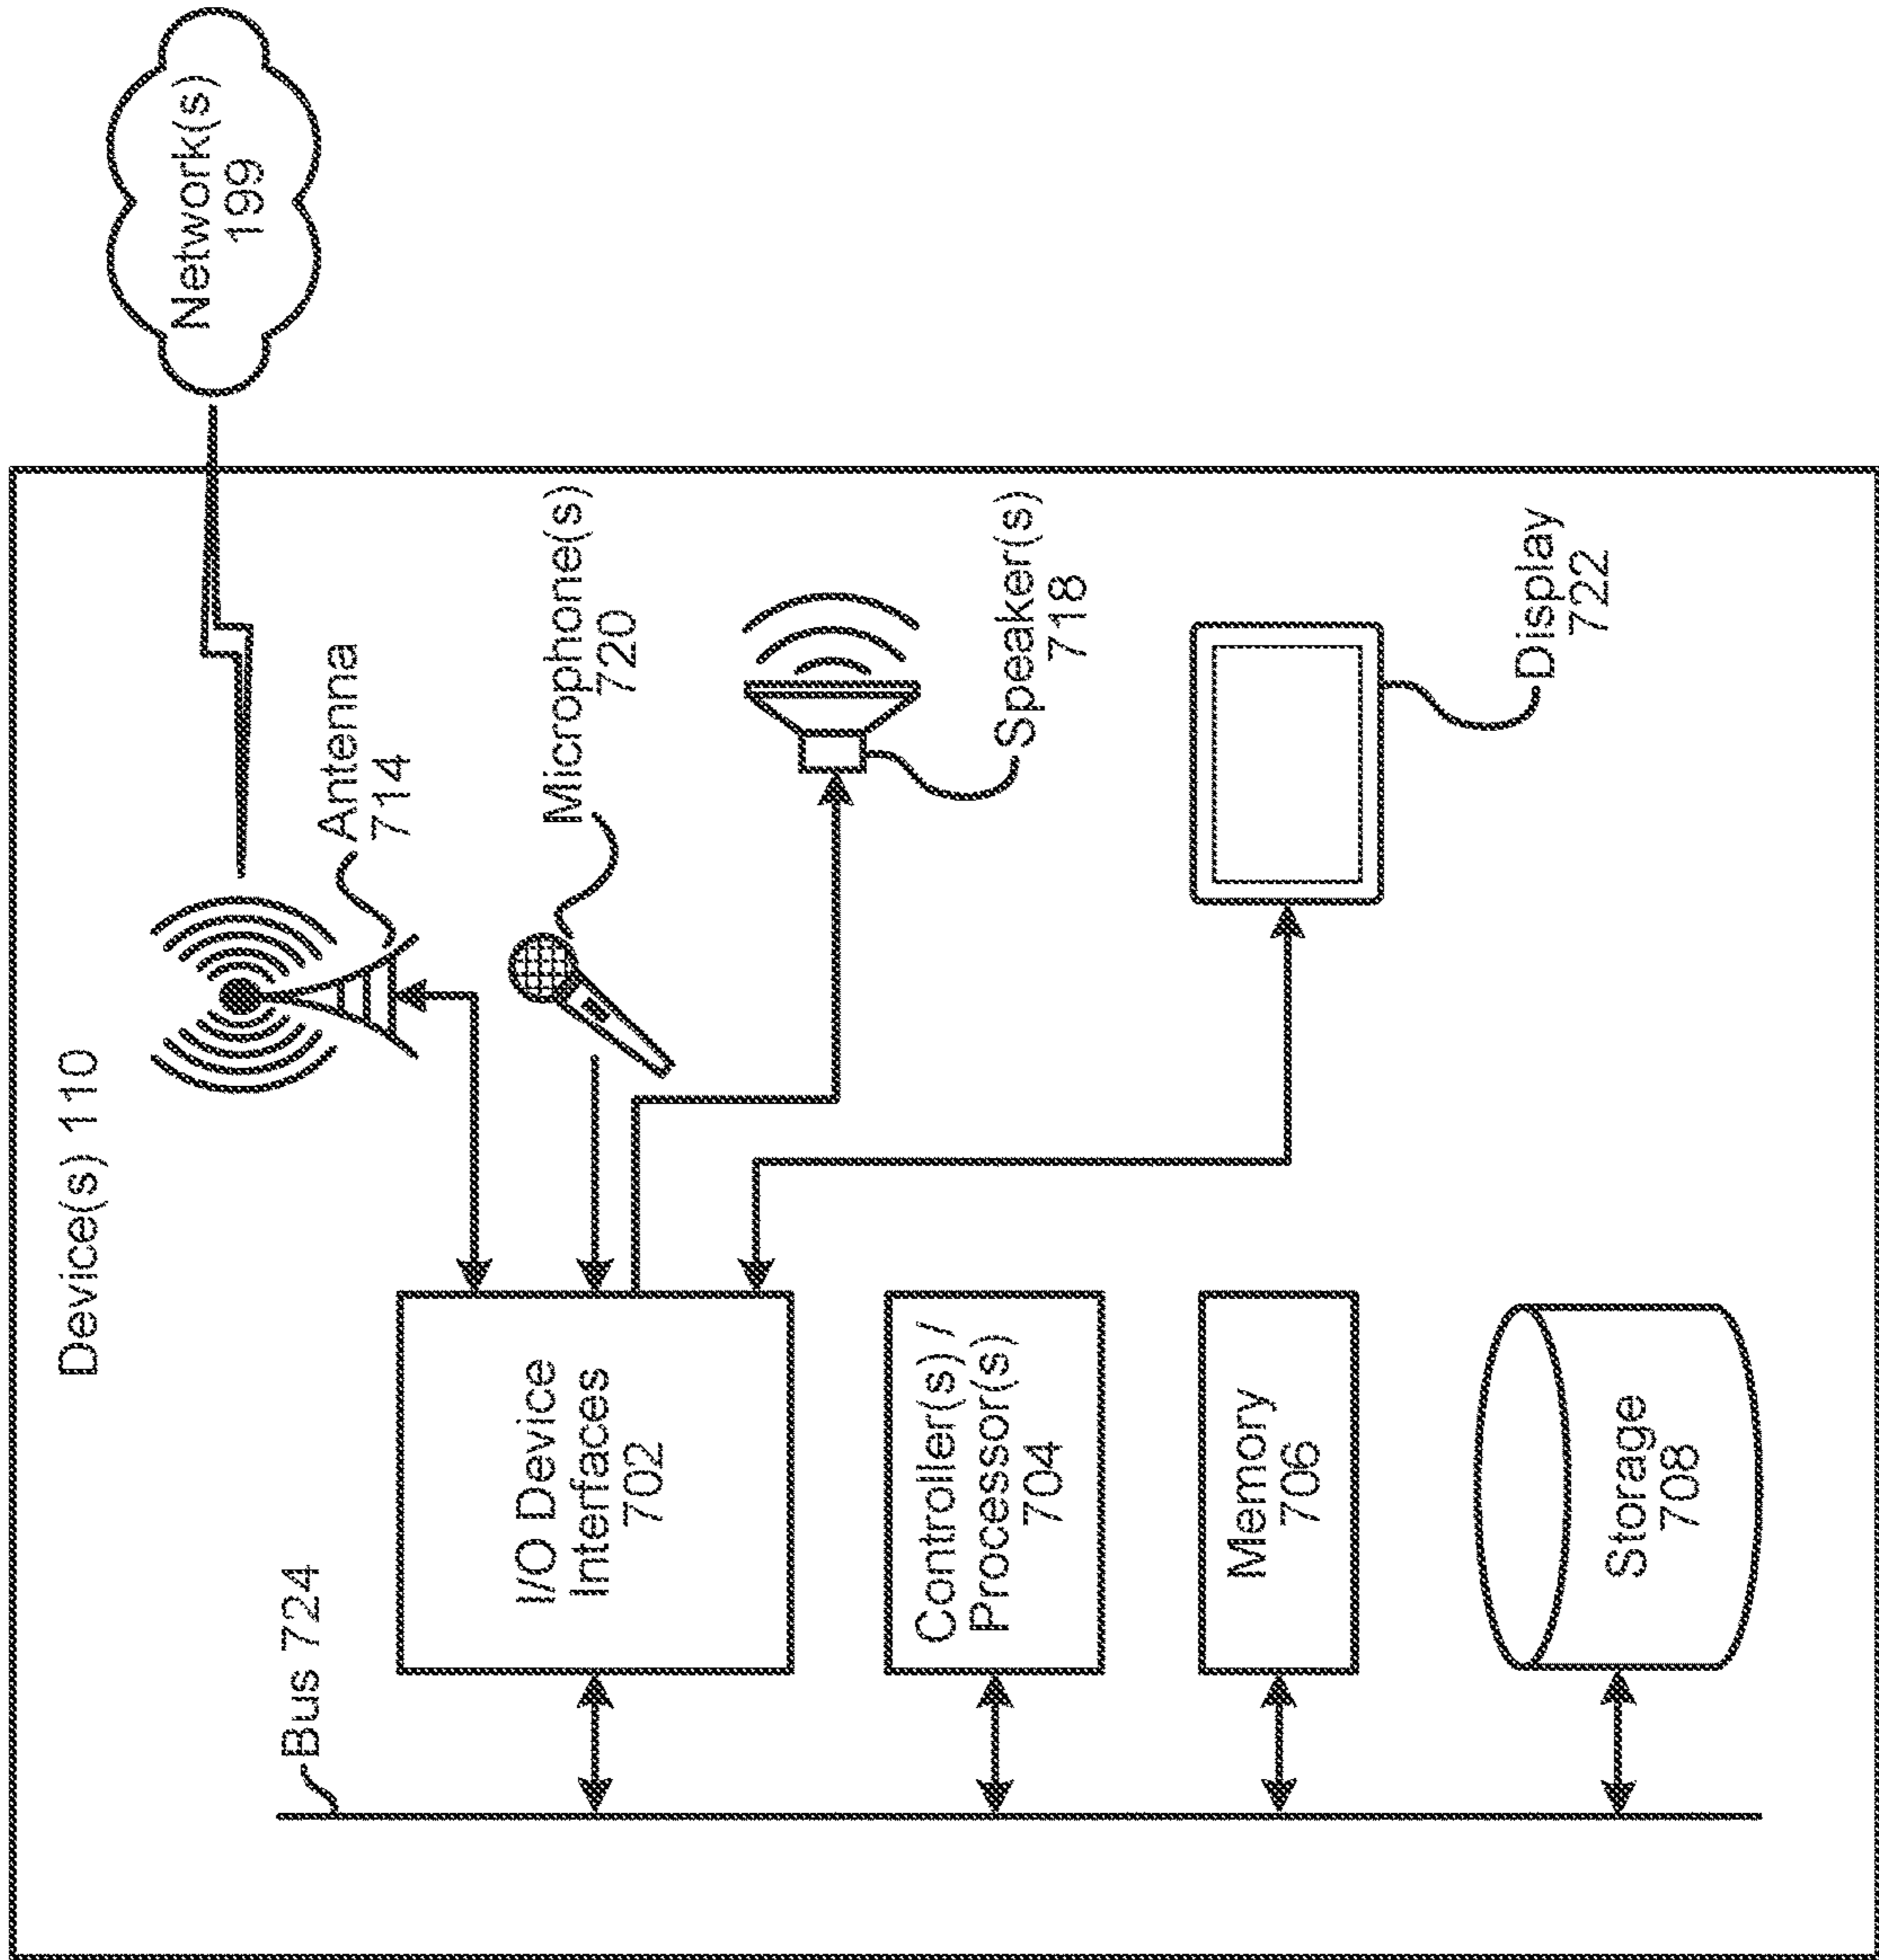 Device(s) 110
Bus 724
I/O Device
Interfaces
702
Controller(s) /
Processor(s)
704
Memory
706
Storage
708
Antenna
714
Microphone(s)
720
Speaker(s)
718
Display
722
Network(s)
199